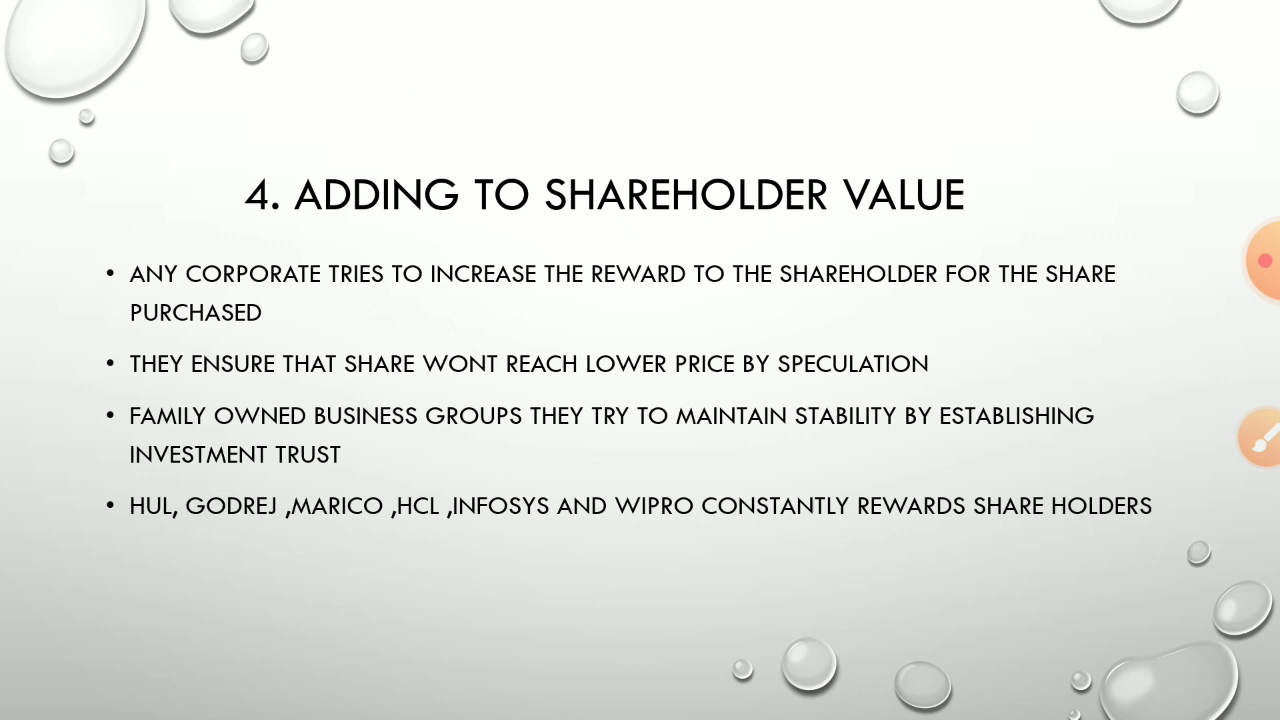 4. ADDING TO SHAREHOLDER VALUE
• ANY CORPORATE TRIES TO INCREASE THE REWARD TO THE SHAREHOLDER FOR THE SHARE
PURCHASED
• THEY ENSURE THAT SHARE WONT REACH LOWER PRICE BY SPECULATION
• FAMILY OWNED BUSINESS GROUPS THEY TRY TO MAINTAIN STABILITY BY ESTABLISHING
INVESTMENT TRUST
• HUL, GODREJ ,MARICO ,HCL ,INFOSYS AND WIPRO CONSTANTLY REWARDS SHARE HOLDERS